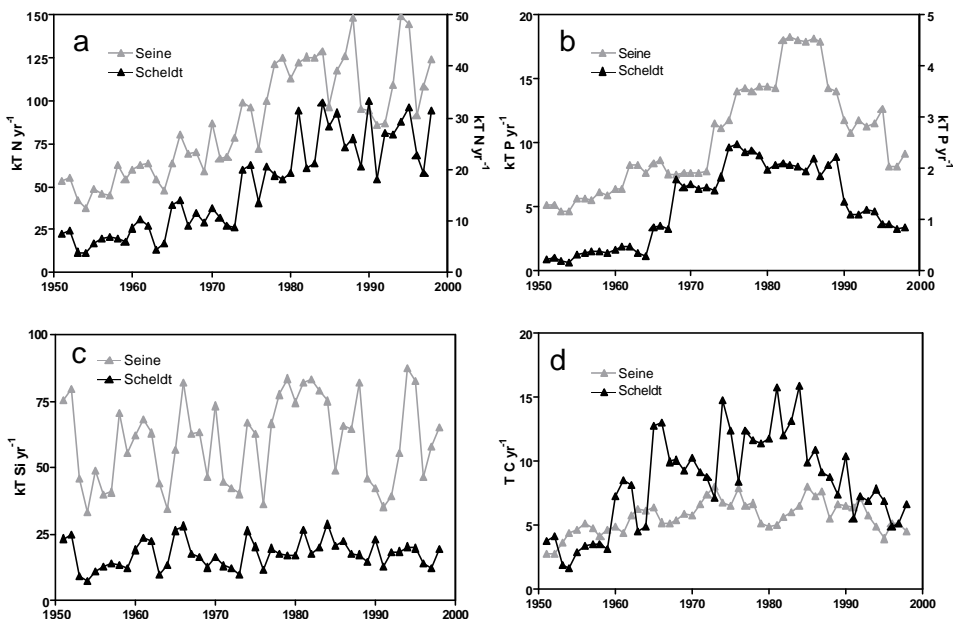 a
Seine
Scheldt
kT N yr-1
kT N yr-1
150
125
100
75
50
25
0
50
40
30
20
10
0
1950 1960 1970 1980 1990 2000
b
Seine
Scheldt
kT P yr-1
kT P yr-1
20
15
10
5
0
5
4
3
2
1
0
1950 1960 1970 1980 1990 2000
c
Seine
Scheldt
kT Si yr-1
100
75
50
25
0
1950 1960 1970 1980 1990 2000
d
Seine
Scheldt
T C yr-1
20
15
10
5
0
1950 1960 1970 1980 1990 2000